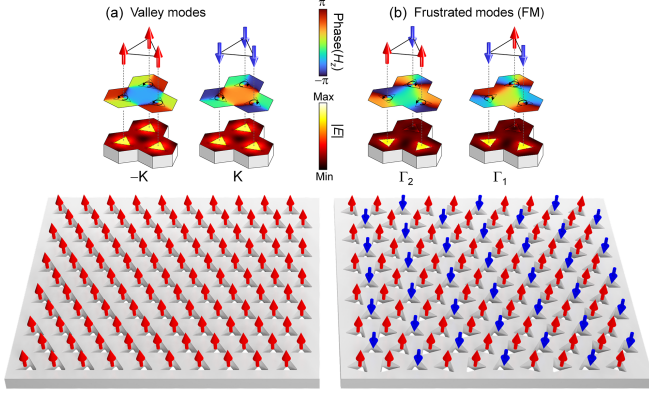 (a) Valley modes
π
Phase(Hz)
−π
(b) Frustrated modes (FM)
Max
|E|
Min
−K
K
Γ2
Γ1